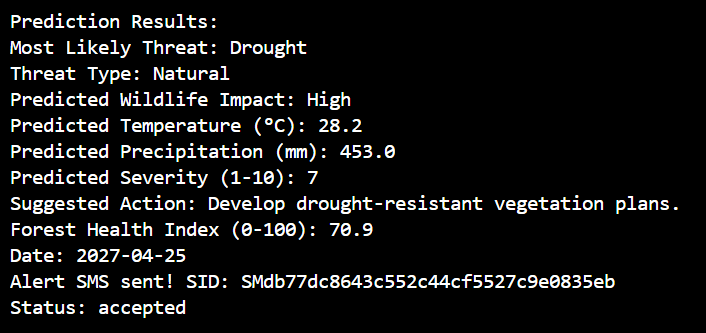 Prediction Results:
Most Likely Threat: Drought
Threat Type: Natural
Predicted Wildlife Impact: High
Predicted Temperature (°C): 28.2
Predicted Precipitation (mm): 453.0
Predicted Severity (1-10): 7
Suggested Action: Develop drought-resistant vegetation plans.
Forest Health Index (0-100): 70.9
Date: 2027-04-25
Alert SMS sent! SID: SMdb77dc8643c552c44cf5527c9e0835eb
Status: accepted